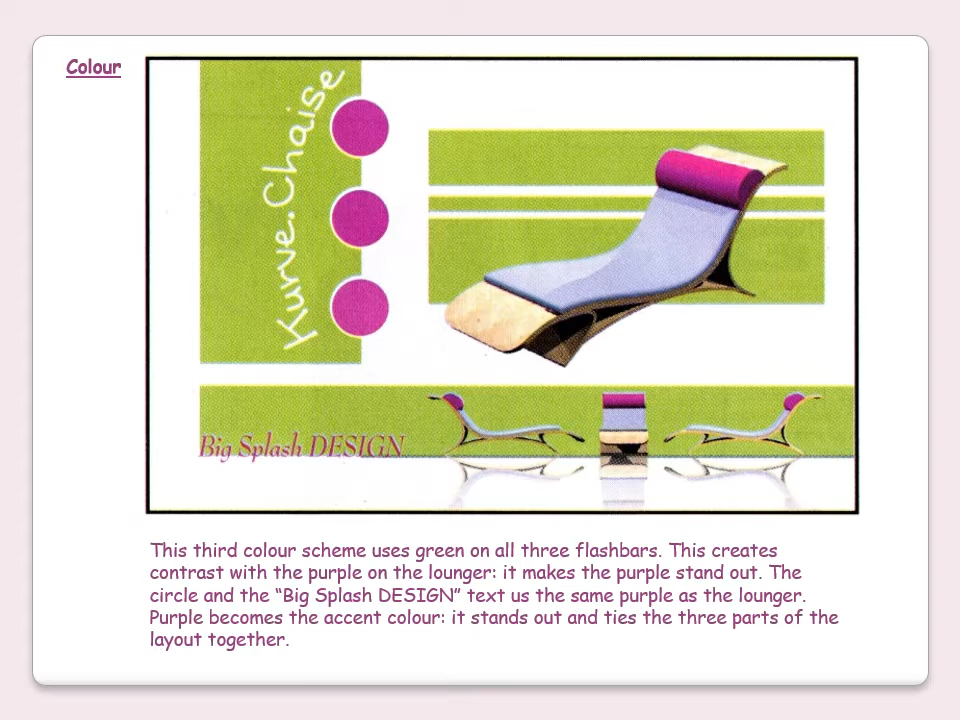 Colour
Kurve.Chaise
Big Splash DESIGN
This third colour scheme uses green on all three flashbars. This creates
contrast with the purple on the lounger: it makes the purple stand out. The
circle and the “Big Splash DESIGN” text us the same purple as the lounger.
Purple becomes the accent colour: it stands out and ties the three parts of the
layout together.